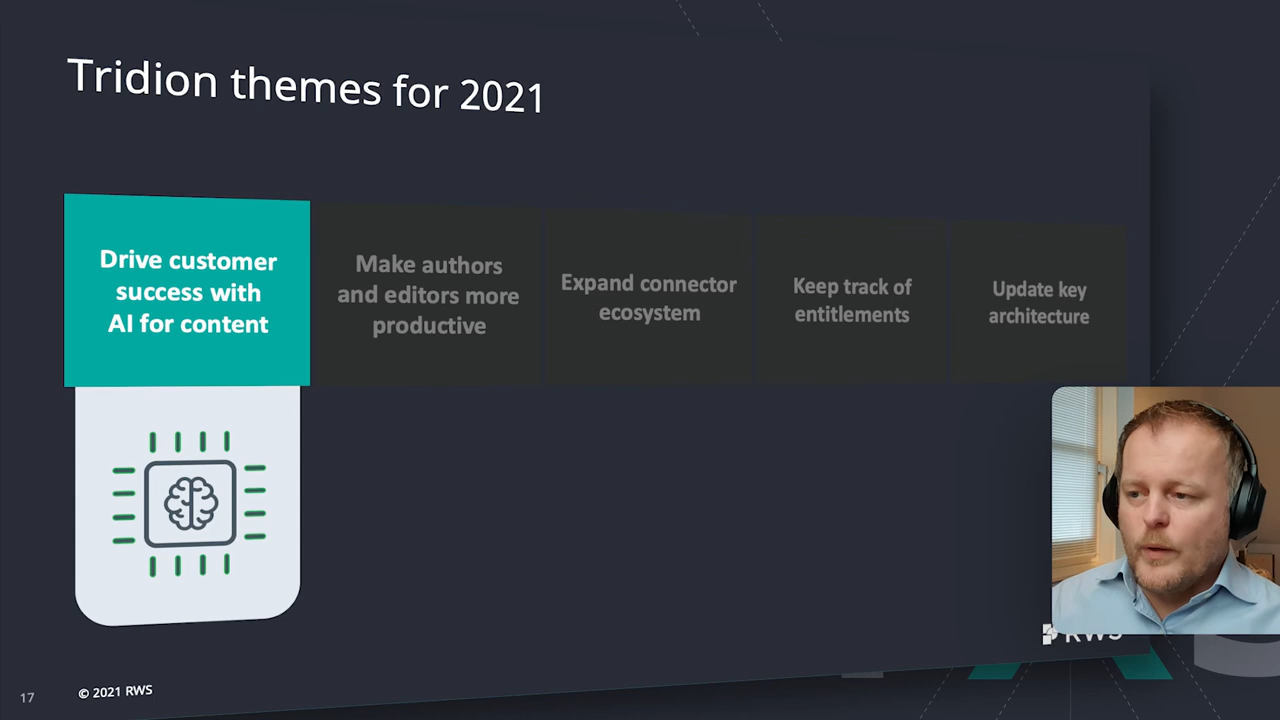 Tridion themes for 2021
Drive customer
success with
AI for content
Make authors
and editors more
productive
Expand connector
ecosystem
Keep track of
entitlements
Update key
architecture
RWS
17
© 2021 RWS